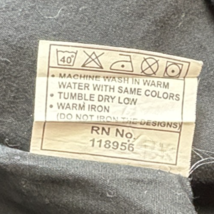 40°
• MACHINE WASH IN WARM
WATER WITH SAME COLORS
• TUMBLE DRY LOW
• WARM IRON
(DO NOT IRON THE DESIGNS)
RN No.
118956